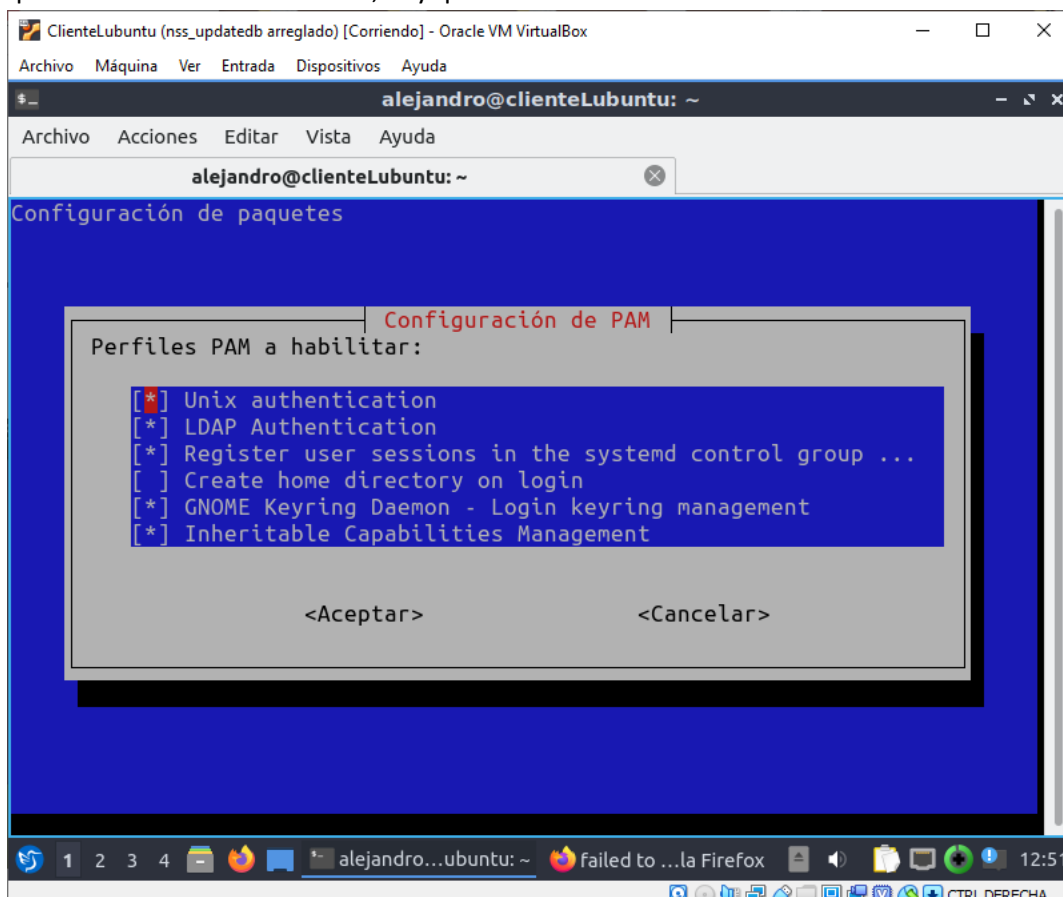 ClienteLubuntu (nss_updatedb arreglado) [Corriendo] - Oracle VM VirtualBox
Archivo Máquina Ver Entrada Dispositivos Ayuda
$_ alejandro@clienteLubuntu: ~
Archivo Acciones Editar Vista Ayuda
alejandro@clienteLubuntu: ~
Configuración de paquetes
Configuración de PAM
Perfiles PAM a habilitar:
[*] Unix authentication
[*] LDAP Authentication
[*] Register user sessions in the systemd control group ...
[ ] Create home directory on login
[*] GNOME Keyring Daemon - Login keyring management
[*] Inheritable Capabilities Management
<Aceptar> <Cancelar>
1 2 3 4 alejandro...ubuntu: ~ failed to ...la Firefox 12:51
CTRL DERECHA